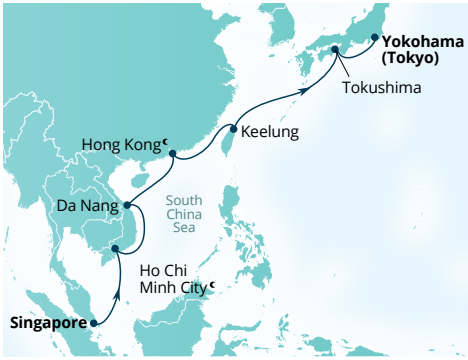 Yokohama
(Tokyo)
Tokushima
Keelung
Hong Kong
Da Nang
South
China
Sea
Ho Chi
Minh City
Singapore